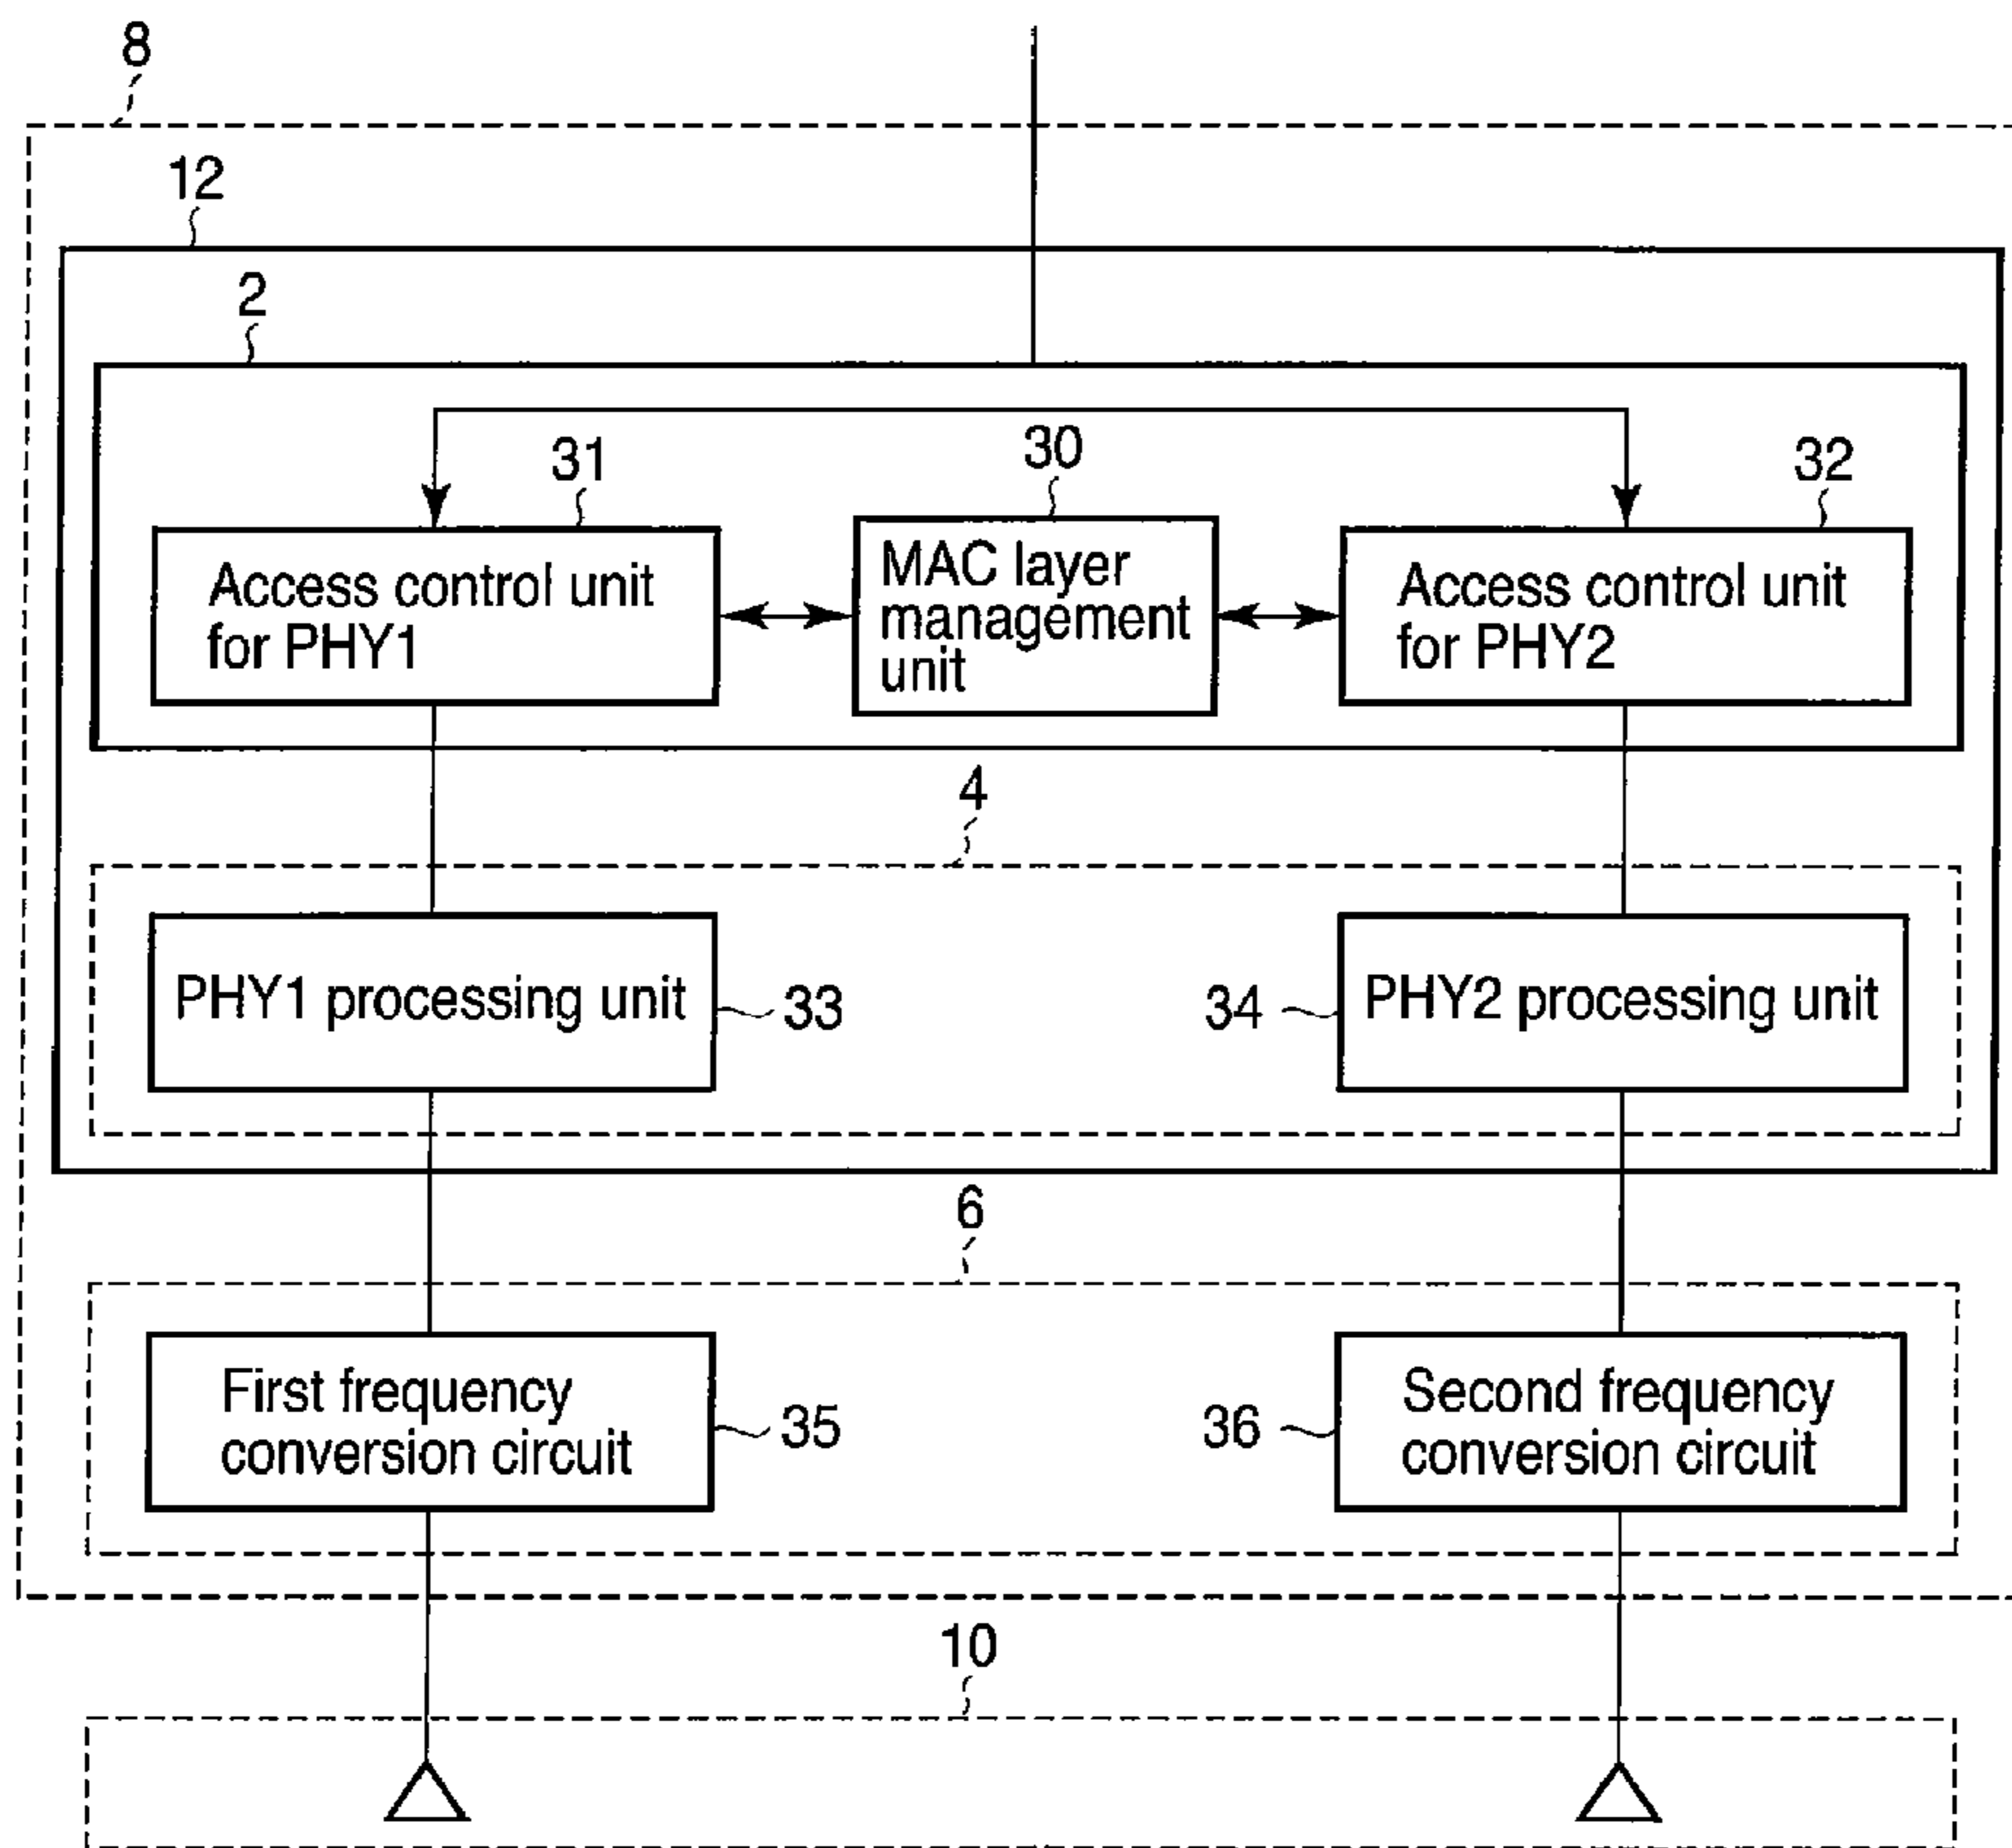 8
12
2
31
30
32
Access control unit
for PHY1
MAC layer
management
unit
Access control unit
for PHY2
4
PHY1 processing unit
33
34
PHY2 processing unit
6
First frequency
conversion circuit
35
36
Second frequency
conversion circuit
10